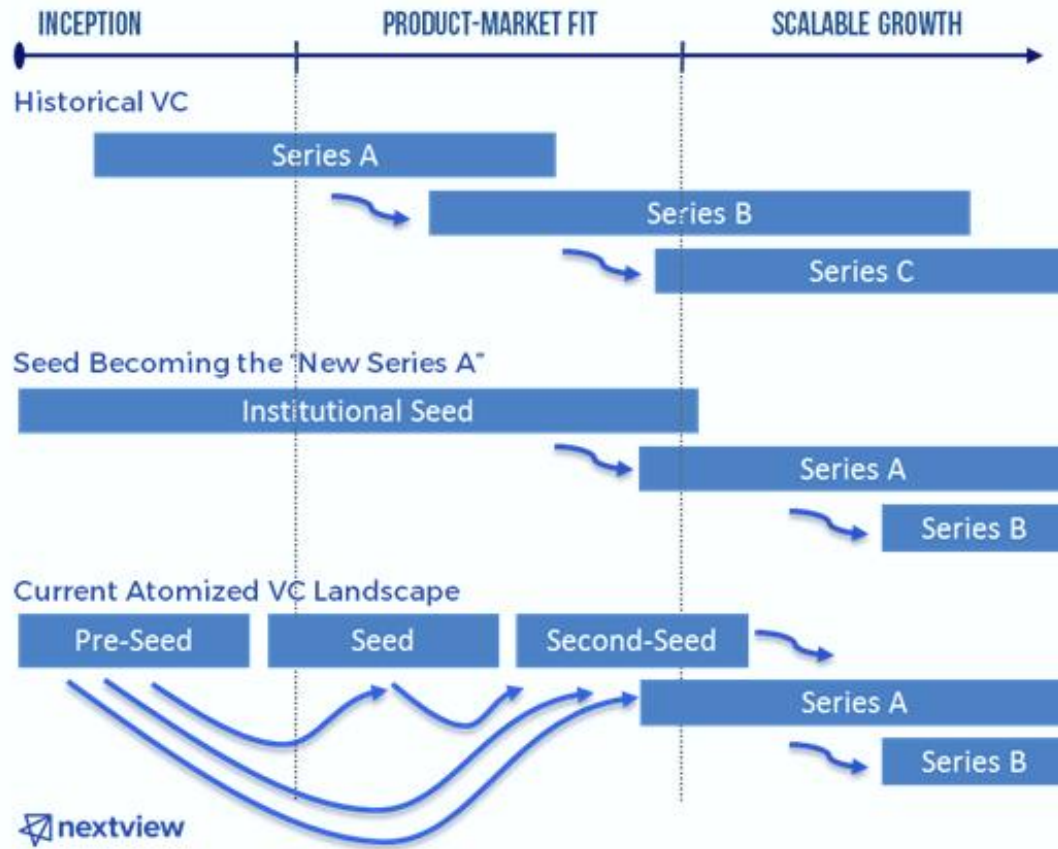 INCEPTION PRODUCT-MARKET FIT SCALABLE GROWTH
Historical VC
Series A
Series B
Series C
Seed Becoming the "New Series A"
Institutional Seed
Series A
Series B
Current Atomized VC Landscape
Pre-Seed Seed Second-Seed
Series A
Series B
nextview